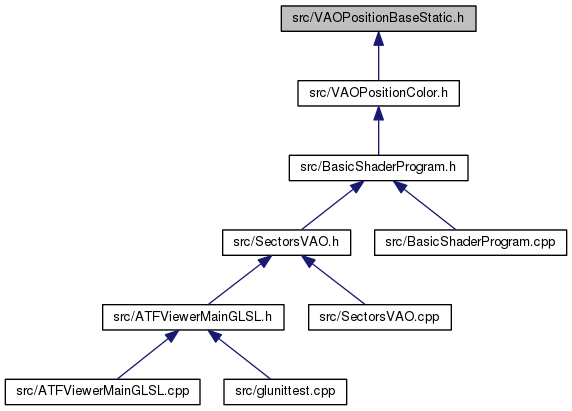 src/VAOPositionBaseStatic.h
src/VAOPositionColor.h
src/BasicShaderProgram.h
src/SectorsVAO.h
src/BasicShaderProgram.cpp
src/ATFViewerMainGLSL.h
src/SectorsVAO.cpp
src/ATFViewerMainGLSL.cpp
src/glunittest.cpp